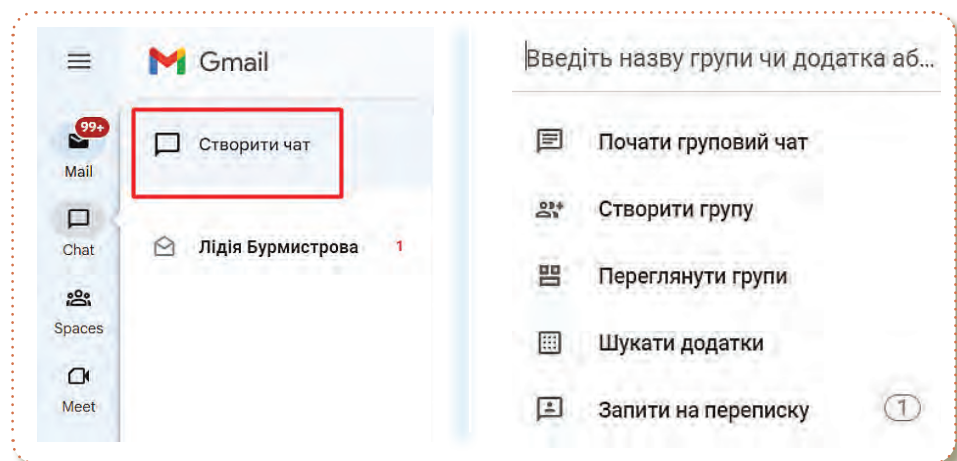 Gmail
99+
Mail
Chat
Spaces
Meet
Створити чат
Лідія Бурмистрова 1
Введіть назву групи чи додатка аб...
Почати груповий чат
Створити групу
Переглянути групи
Шукати додатки
Запити на переписку 1